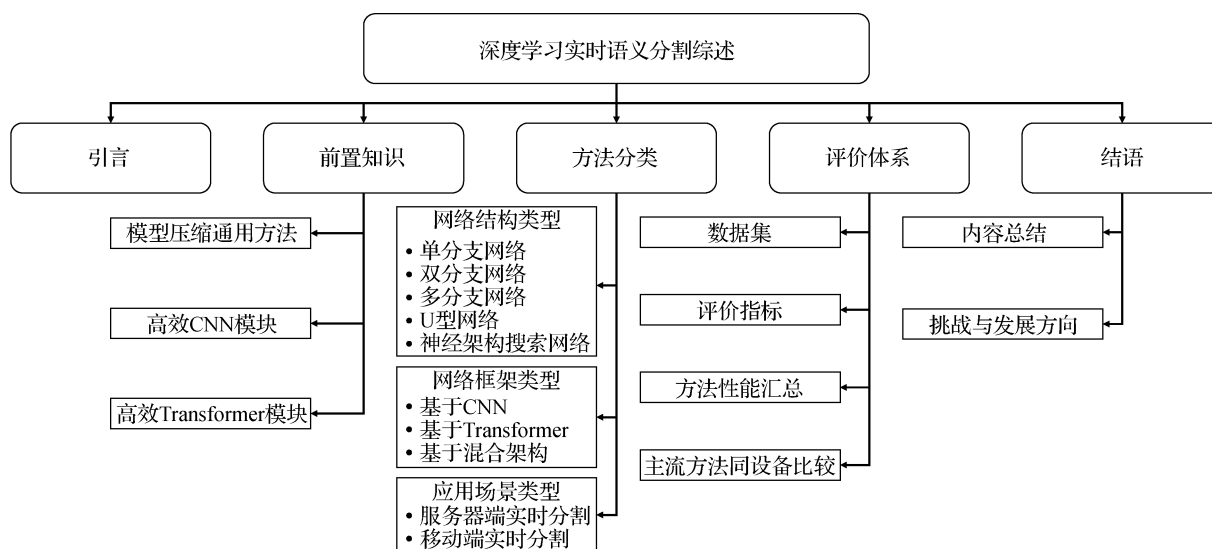 深度学习实时语义分割综述
引言
前置知识
方法分类
评价体系
结语
模型压缩通用方法
高效CNN模块
高效Transformer模块
网络结构类型
• 单分支网络
• 双分支网络
• 多分支网络
• U型网络
• 神经架构搜索网络
网络框架类型
• 基于CNN
• 基于Transformer
• 基于混合架构
应用场景类型
• 服务器端实时分割
• 移动端实时分割
数据集
评价指标
方法性能汇总
主流方法同设备比较
内容总结
挑战与发展方向